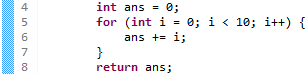 4 int ans = 0;
5 for (int i = 0; i < 10; i++) {
6 ans += i;
7 }
8 return ans;